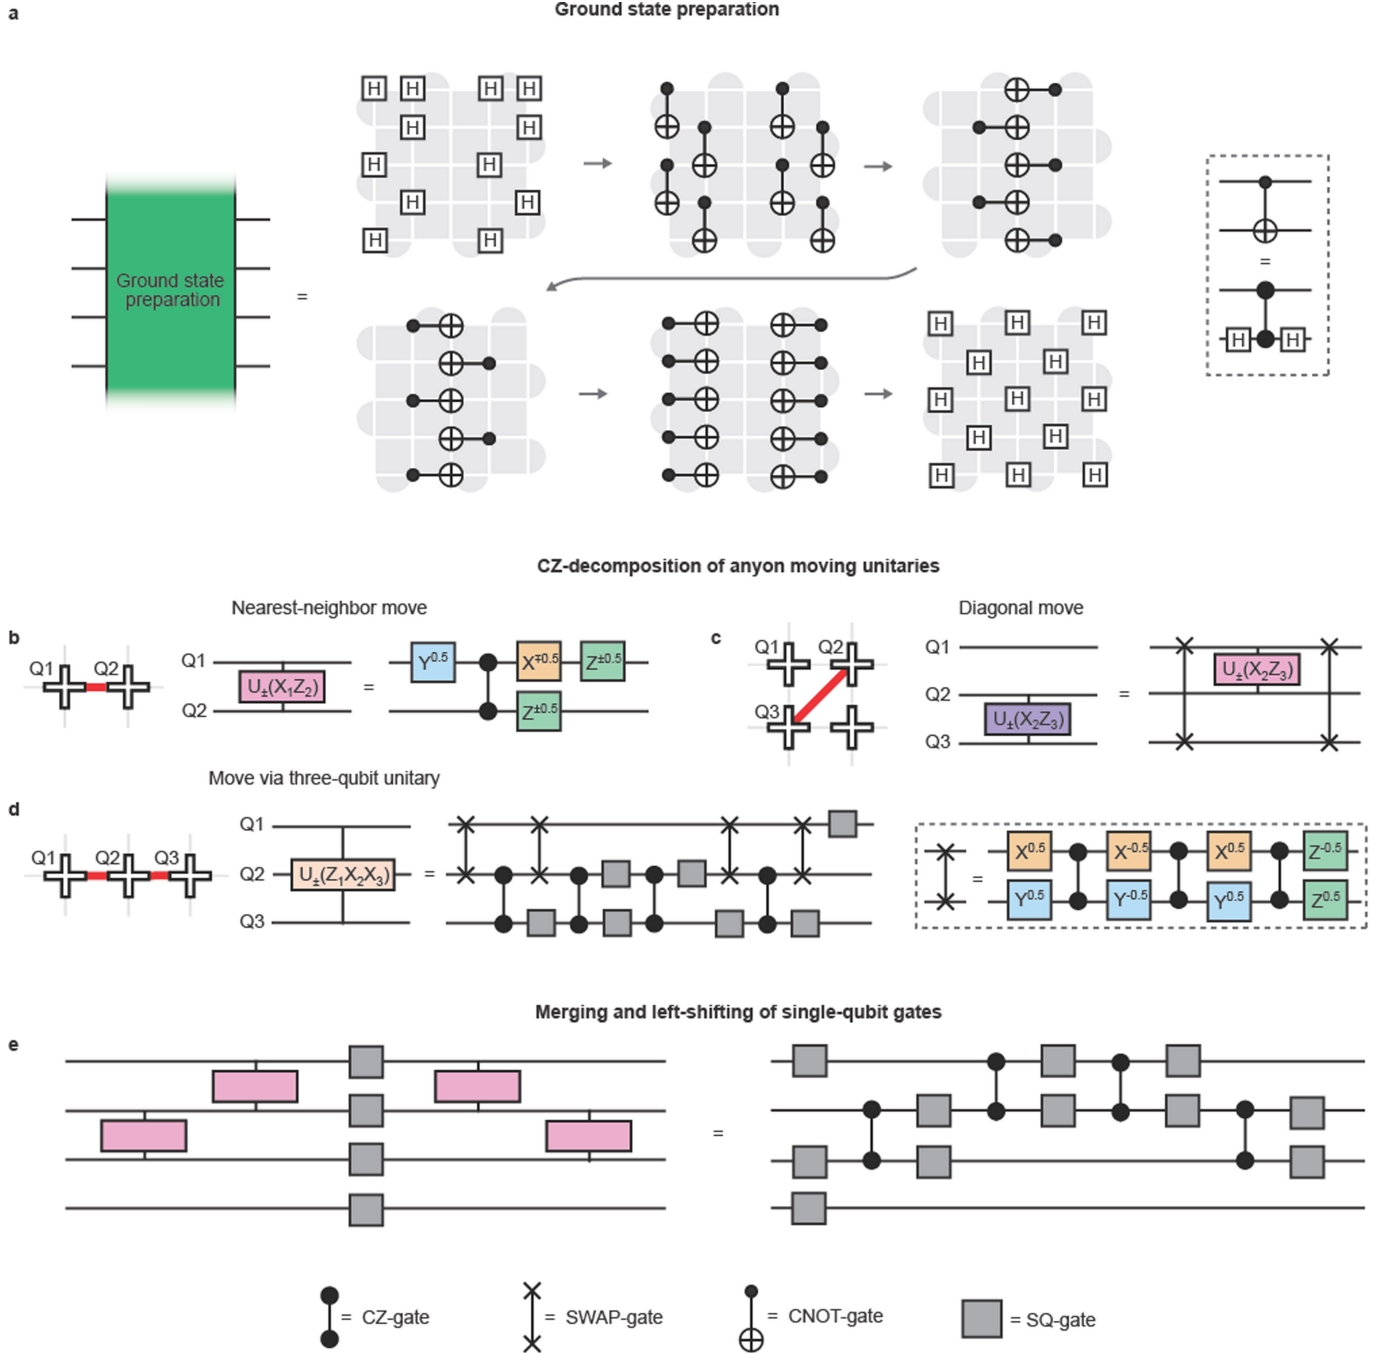 a
Ground state preparation
H H H H
H H
H H
H H
H H
Ground state
preparation
=
=
H H
H H H
H H
H H H
H H
H H H
CZ-decomposition of anyon moving unitaries
Nearest-neighbor move
Diagonal move
b
Q1 Q2
Q1
Q2
U±(X1Z2)
=
Y0.5
X∓0.5
Z±0.5
Z±0.5
c
Q1 Q2
Q3
Q1
Q2
Q3
U±(X2Z3)
=
U±(X2Z3)
Move via three-qubit unitary
d
Q1 Q2 Q3
Q1
Q2
Q3
U±(Z1X2X3)
=
=
X0.5 X-0.5 X0.5 Z-0.5
Y0.5 Y-0.5 Y0.5 Z0.5
Merging and left-shifting of single-qubit gates
e
=
= CZ-gate
= SWAP-gate
= CNOT-gate
= SQ-gate